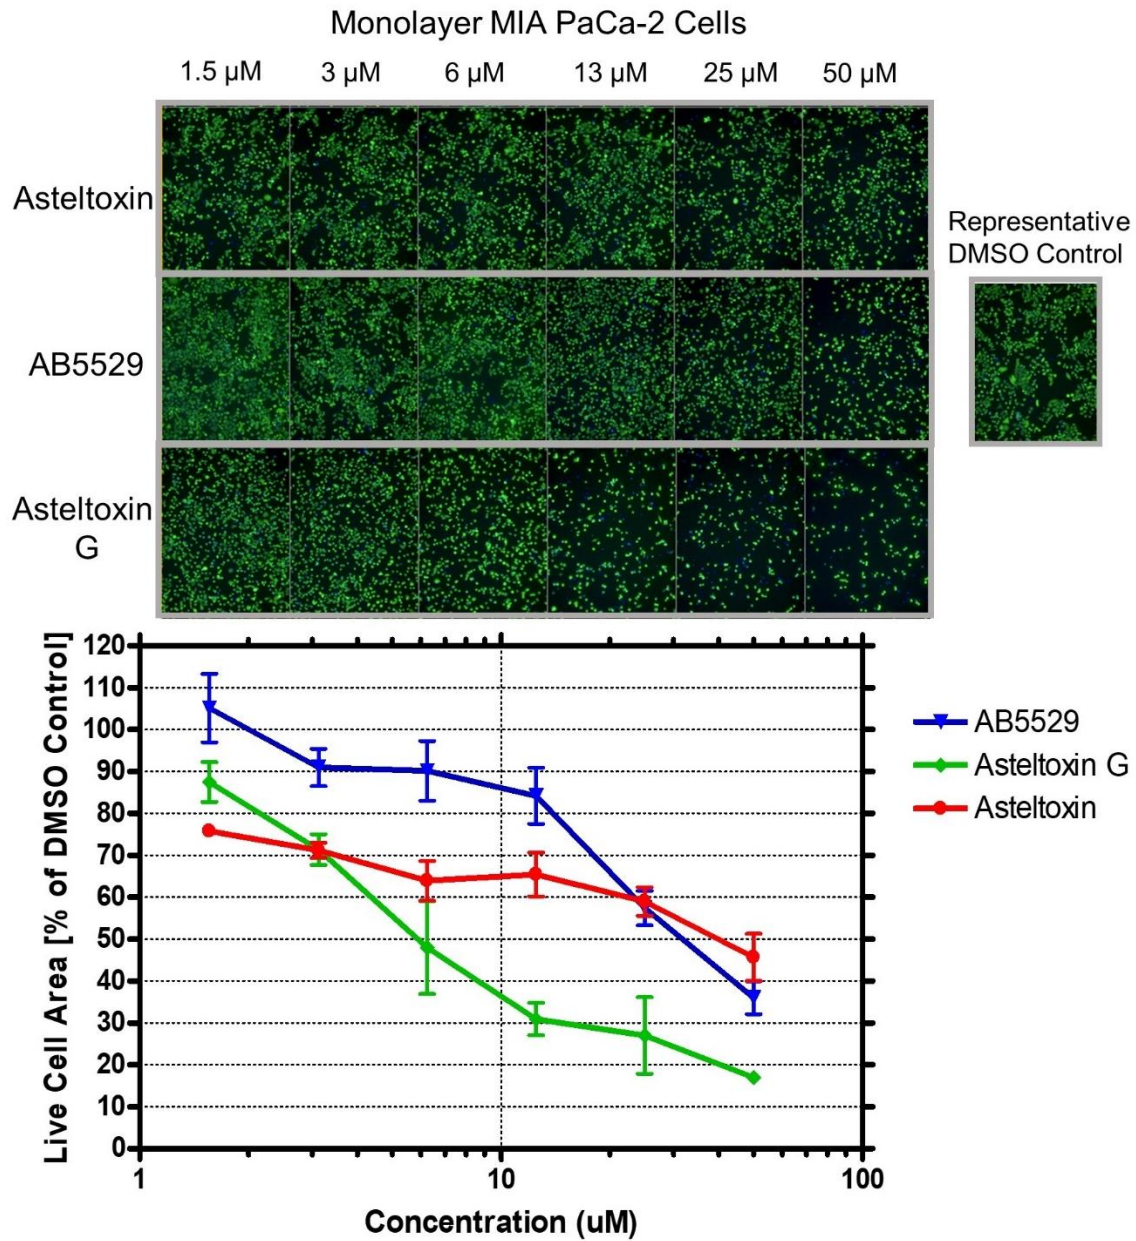 Monolayer MIA PaCa-2 Cells
1.5 µM 3 µM 6 µM 13 µM 25 µM 50 µM
Asteltoxin
Representative
DMSO Control
AB5529
Asteltoxin
G
Live Cell Area [% of DMSO Control]
120
110
100
90
80
70
60
50
40
30
20
10
0
1 10 100
Concentration (uM)
AB5529
Asteltoxin G
Asteltoxin